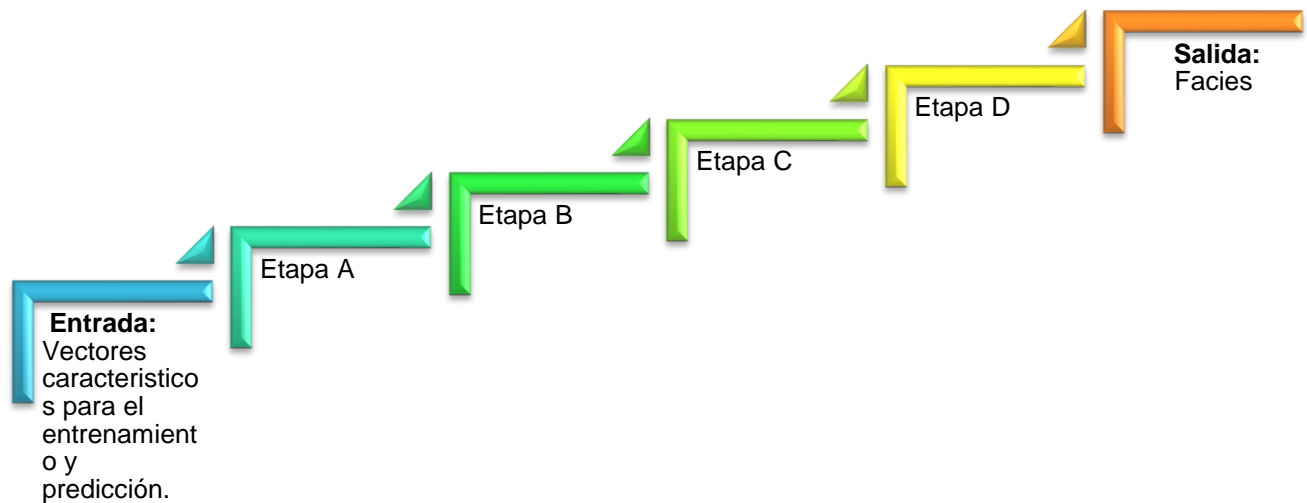 Entrada:
Vectores
caracteristico
s para el
entrenamient
o y
predicción.
Etapa A
Etapa B
Etapa C
Etapa D
Salida:
Facies